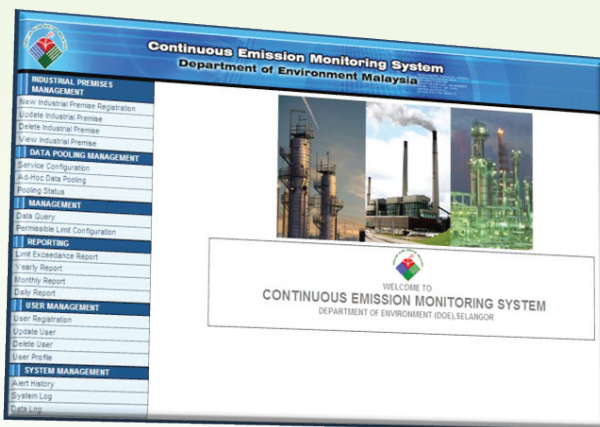 Continuous Emission Monitoring System
Department of Environment Malaysia
INDUSTRIAL PREMISES
MANAGEMENT
New Industrial Premise Registration
Update Industrial Premise
Delete Industrial Premise
View Industrial Premise
DATA POOLING MANAGEMENT
Service Configuration
Ad-Hoc Data Pooling
Pooling Status
MANAGEMENT
Data Query
Permissible Limit Configuration
REPORTING
Limit Exceedance Report
Yearly Report
Monthly Report
Daily Report
USER MANAGEMENT
User Registration
Update User
Delete User
User Profile
SYSTEM MANAGEMENT
Alert History
System Log
Data Log
WELCOME TO
CONTINUOUS EMISSION MONITORING SYSTEM
DEPARTMENT OF ENVIRONMENT (DOE), SELANGOR